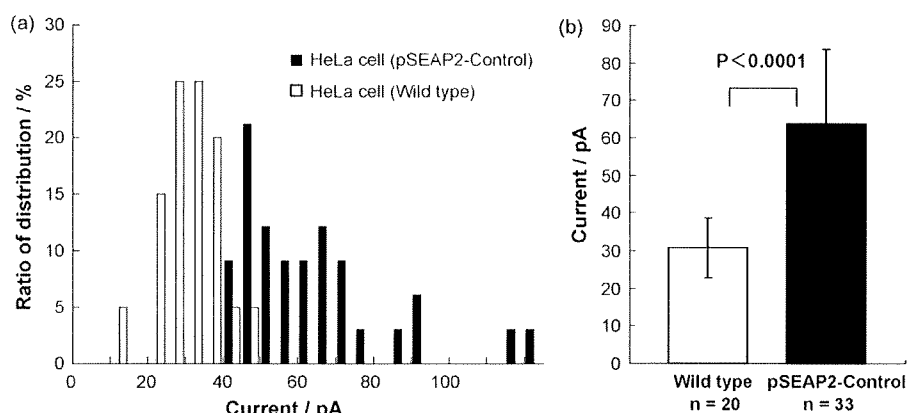 (a)
30
25
20
15
10
5
0
Ratio of distribution / %
HeLa cell (pSEAP2-Control)
HeLa cell (Wild type)
0 20 40 60 80 100
Current / pA
(b)
90
80
70
60
50
40
30
20
10
0
Current / pA
P<0.0001
Wild type pSEAP2-Control
n = 20 n = 33